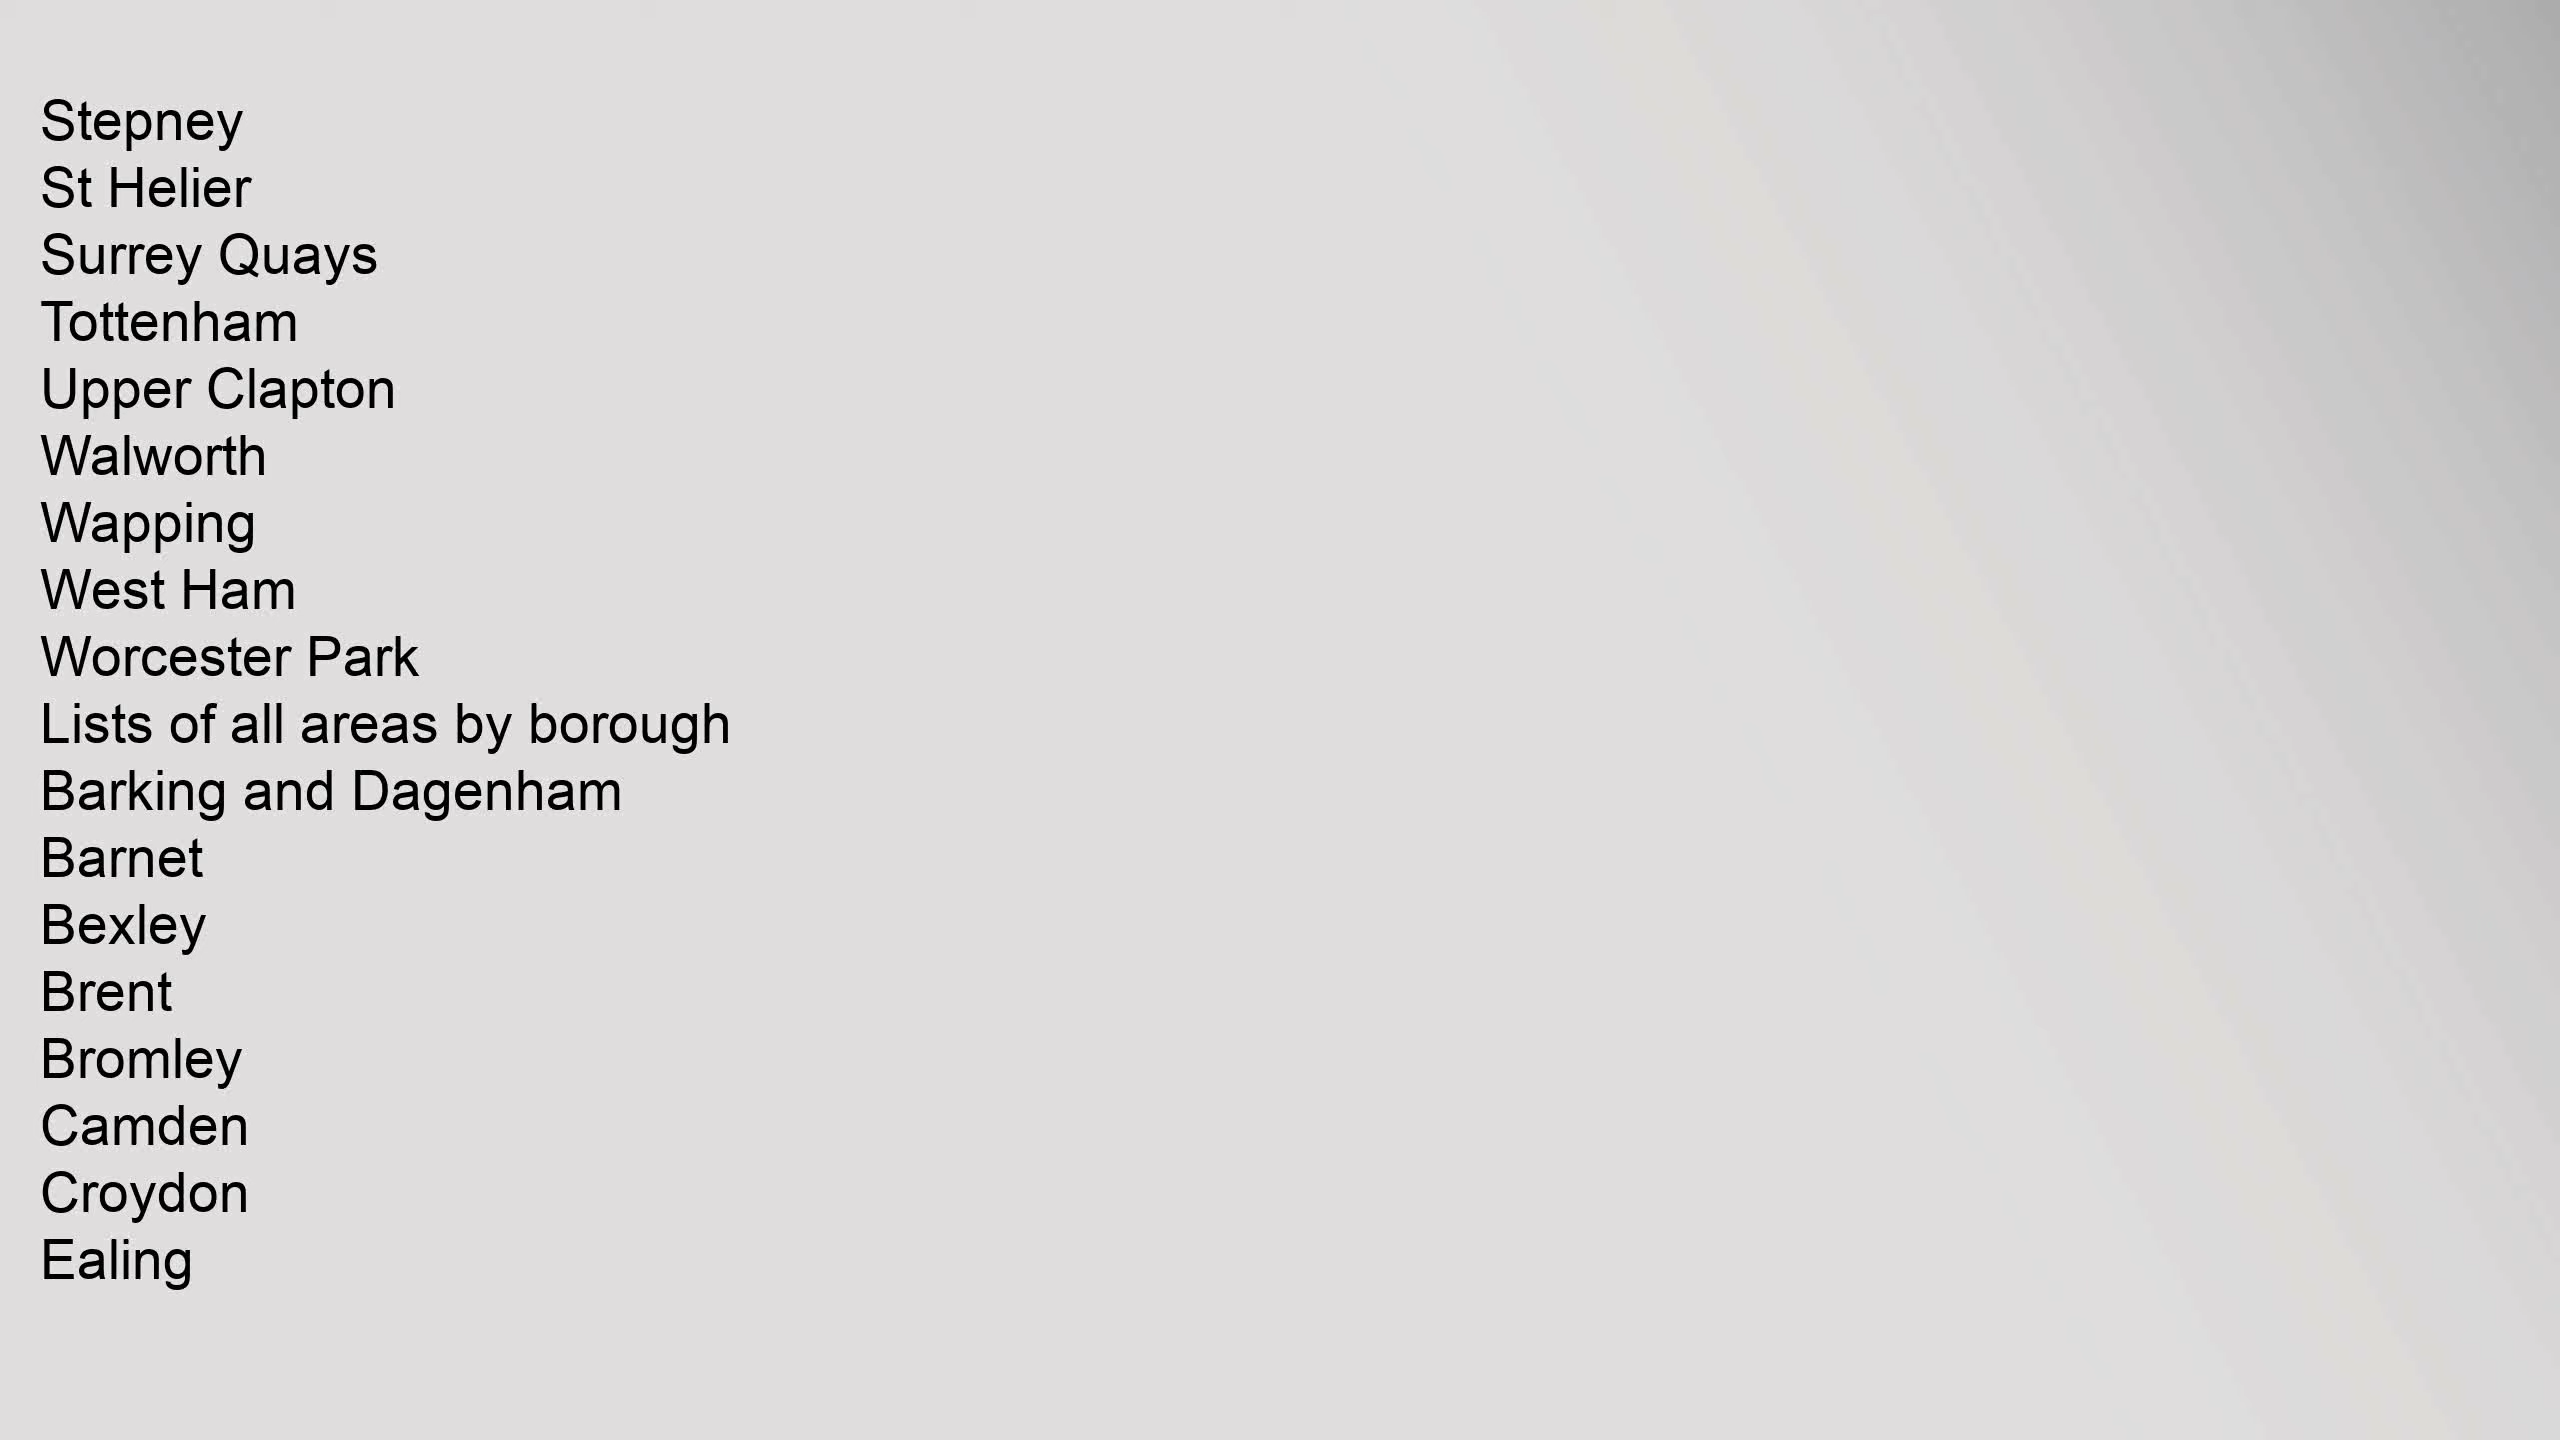 Stepney
St Helier
Surrey Quays
Tottenham
Upper Clapton
Walworth
Wapping
West Ham
Worcester Park
Lists of all areas by borough
Barking and Dagenham
Barnet
Bexley
Brent
Bromley
Camden
Croydon
Ealing